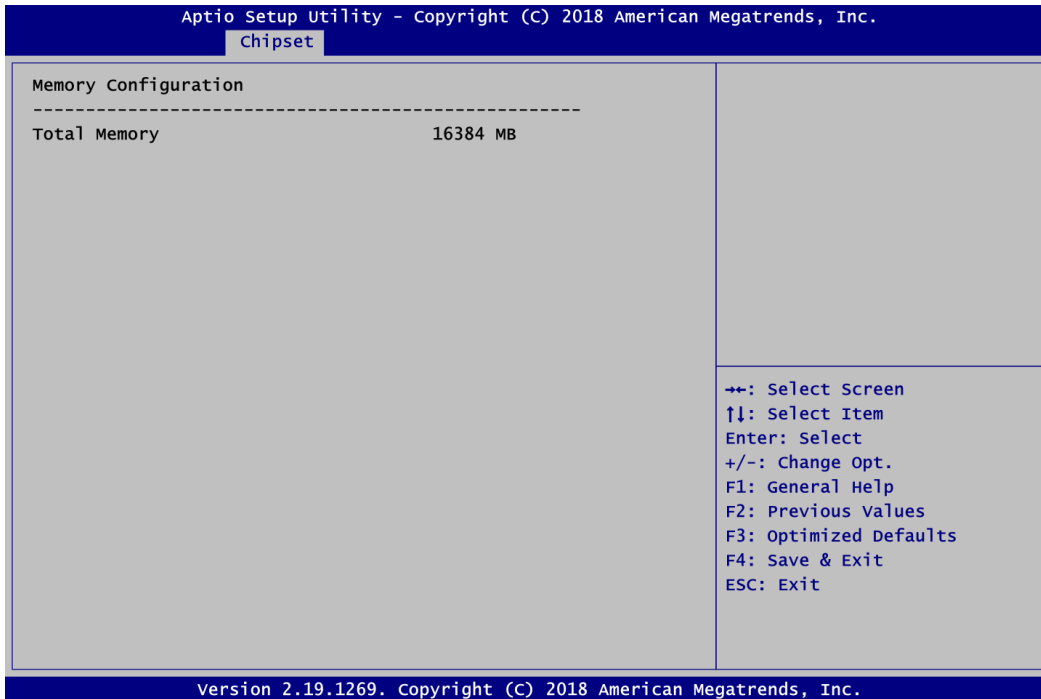 Aptio Setup Utility - Copyright (C) 2018 American Megatrends, Inc.
Chipset
Memory Configuration
----------------------------------------------------
Total Memory 16384 MB
→←: Select Screen
↑↓: Select Item
Enter: Select
+/-: Change Opt.
F1: General Help
F2: Previous Values
F3: Optimized Defaults
F4: Save & Exit
ESC: Exit
Version 2.19.1269. Copyright (C) 2018 American Megatrends, Inc.